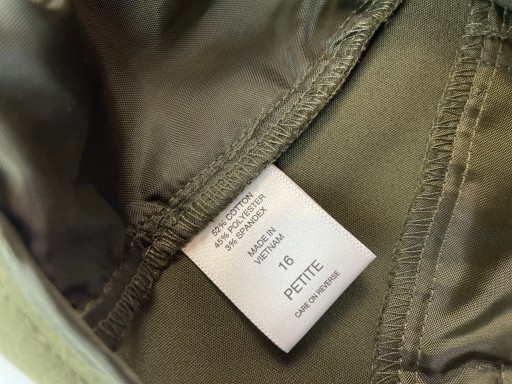 52% COTTON
45% POLYESTER
3% SPANDEX
MADE IN
VIETNAM
16
PETITE
CARE ON REVERSE